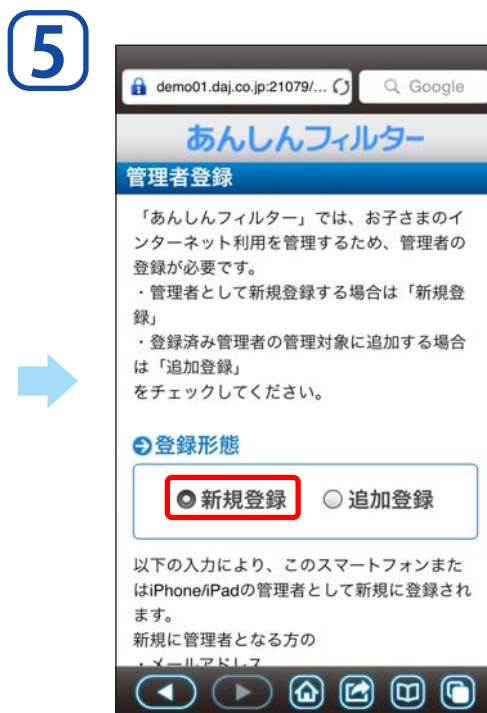 5
demo01.daj.co.jp:21079/...
Google
あんしんフィルター
管理者登録
「あんしんフィルター」では、お子さまのイ
ンターネット利用を管理するため、管理者の
登録が必要です。
・管理者として新規登録する場合は「新規登
録」
・登録済み管理者の管理対象に追加する場合
は「追加登録」
をチェックしてください。
登録形態
新規登録 追加登録
以下の入力により、このスマートフォンまた
はiPhone/iPadの管理者として新規に登録され
ます。
新規に管理者となる方の
・メールアドレス